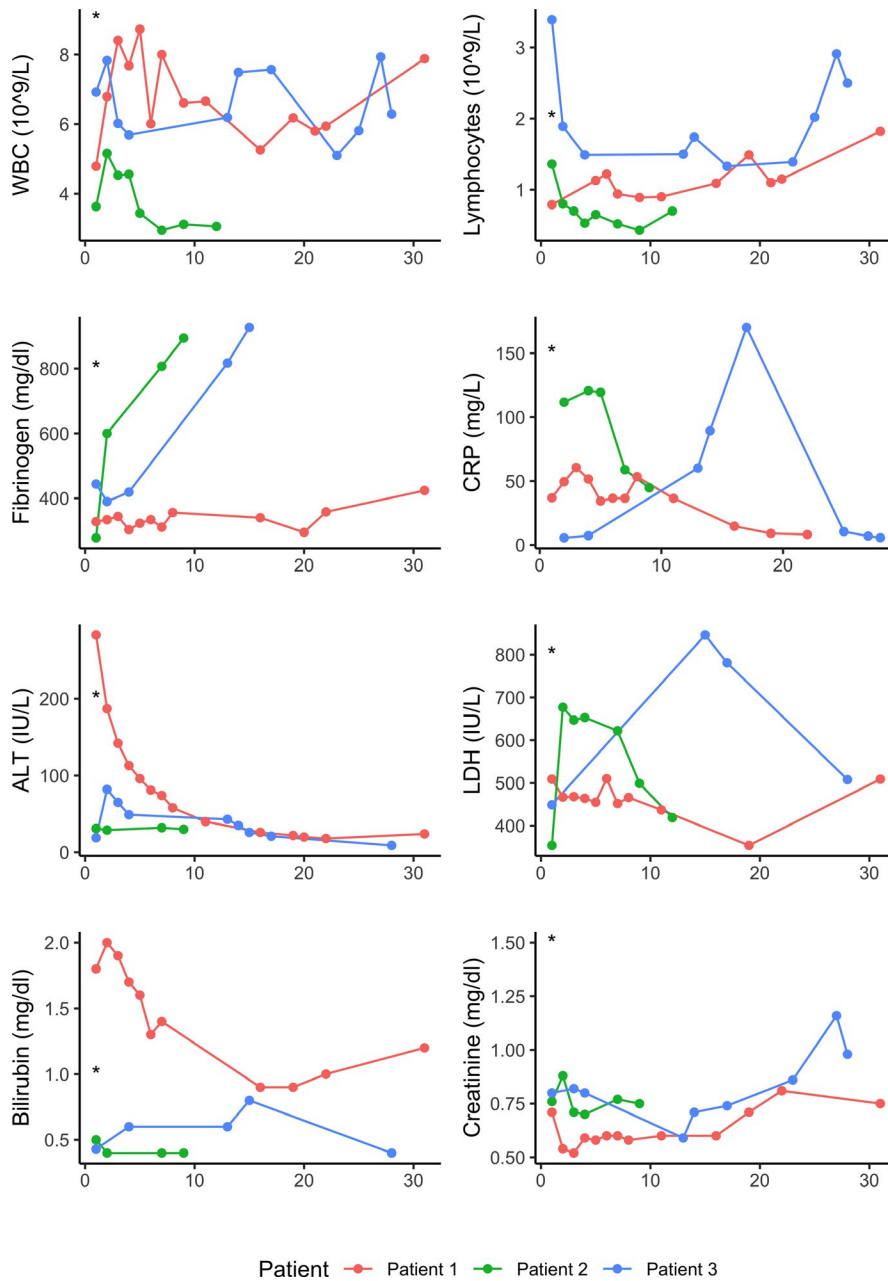 WBC (10^9/L)
*
8
6
4
0 10 20 30
Lymphocytes (10^9/L)
*
3
2
1
0 10 20 30
Fibrinogen (mg/dl)
*
800
600
400
0 10 20 30
CRP (mg/L)
*
150
100
50
0
0 10 20
ALT (IU/L)
*
200
100
0
0 10 20 30
LDH (IU/L)
*
800
700
600
500
400
0 10 20 30
Bilirubin (mg/dl)
*
2.0
1.5
1.0
0.5
0 10 20 30
Creatinine (mg/dl)
*
1.50
1.25
1.00
0.75
0.50
0 10 20 30
Patient Patient 1 Patient 2 Patient 3